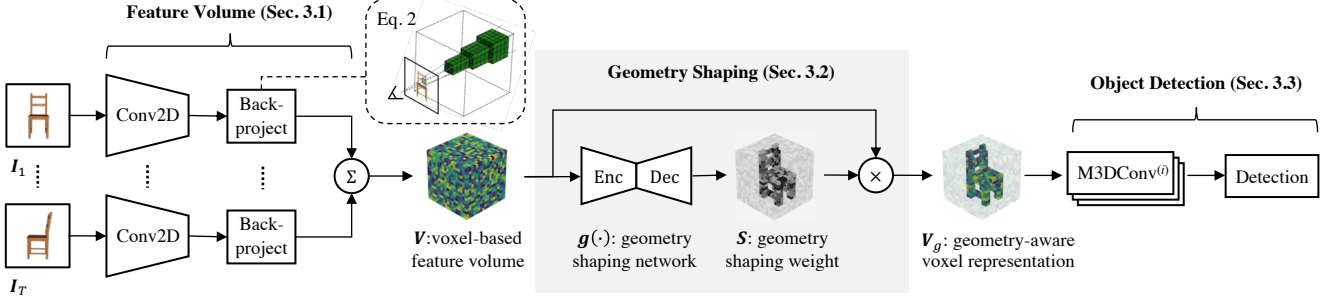 Feature Volume (Sec. 3.1)
Eq. 2
Geometry Shaping (Sec. 3.2)
Object Detection (Sec. 3.3)
Conv2D
Back-
project
I₁
Σ
Enc
Dec
×
M3DConv⁽ⁱ⁾
Detection
Conv2D
Back-
project
I_T
V:voxel-based
feature volume
g(·): geometry
shaping network
S: geometry
shaping weight
V_g: geometry-aware
voxel representation